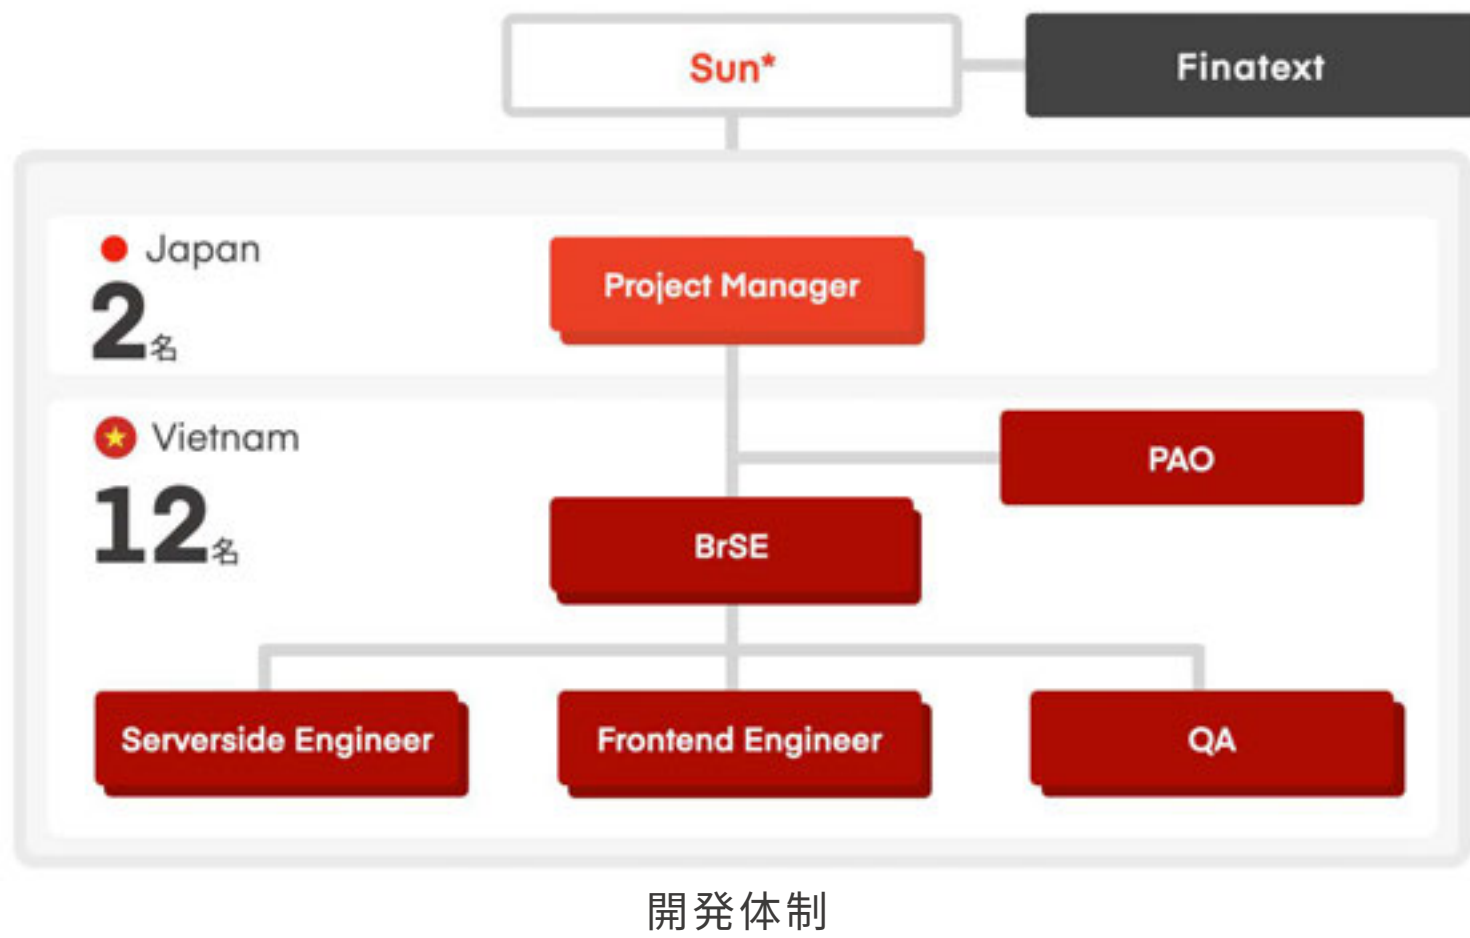 Sun*
Finatext
Japan
2名
Project Manager
Vietnam
12名
PAO
BrSE
Serverside Engineer
Frontend Engineer
QA
開発体制